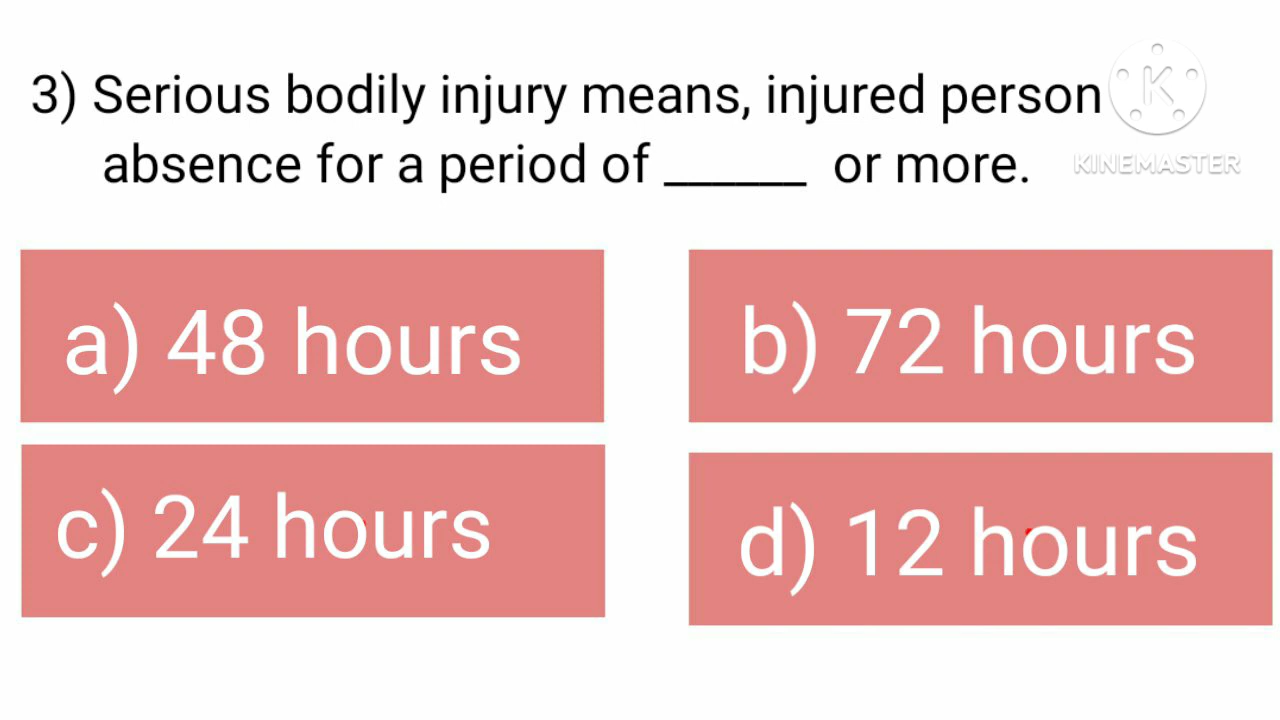 3) Serious bodily injury means, injured person
absence for a period of ______ or more.
K
KINEMASTER
a) 48 hours
b) 72 hours
c) 24 hours
d) 12 hours